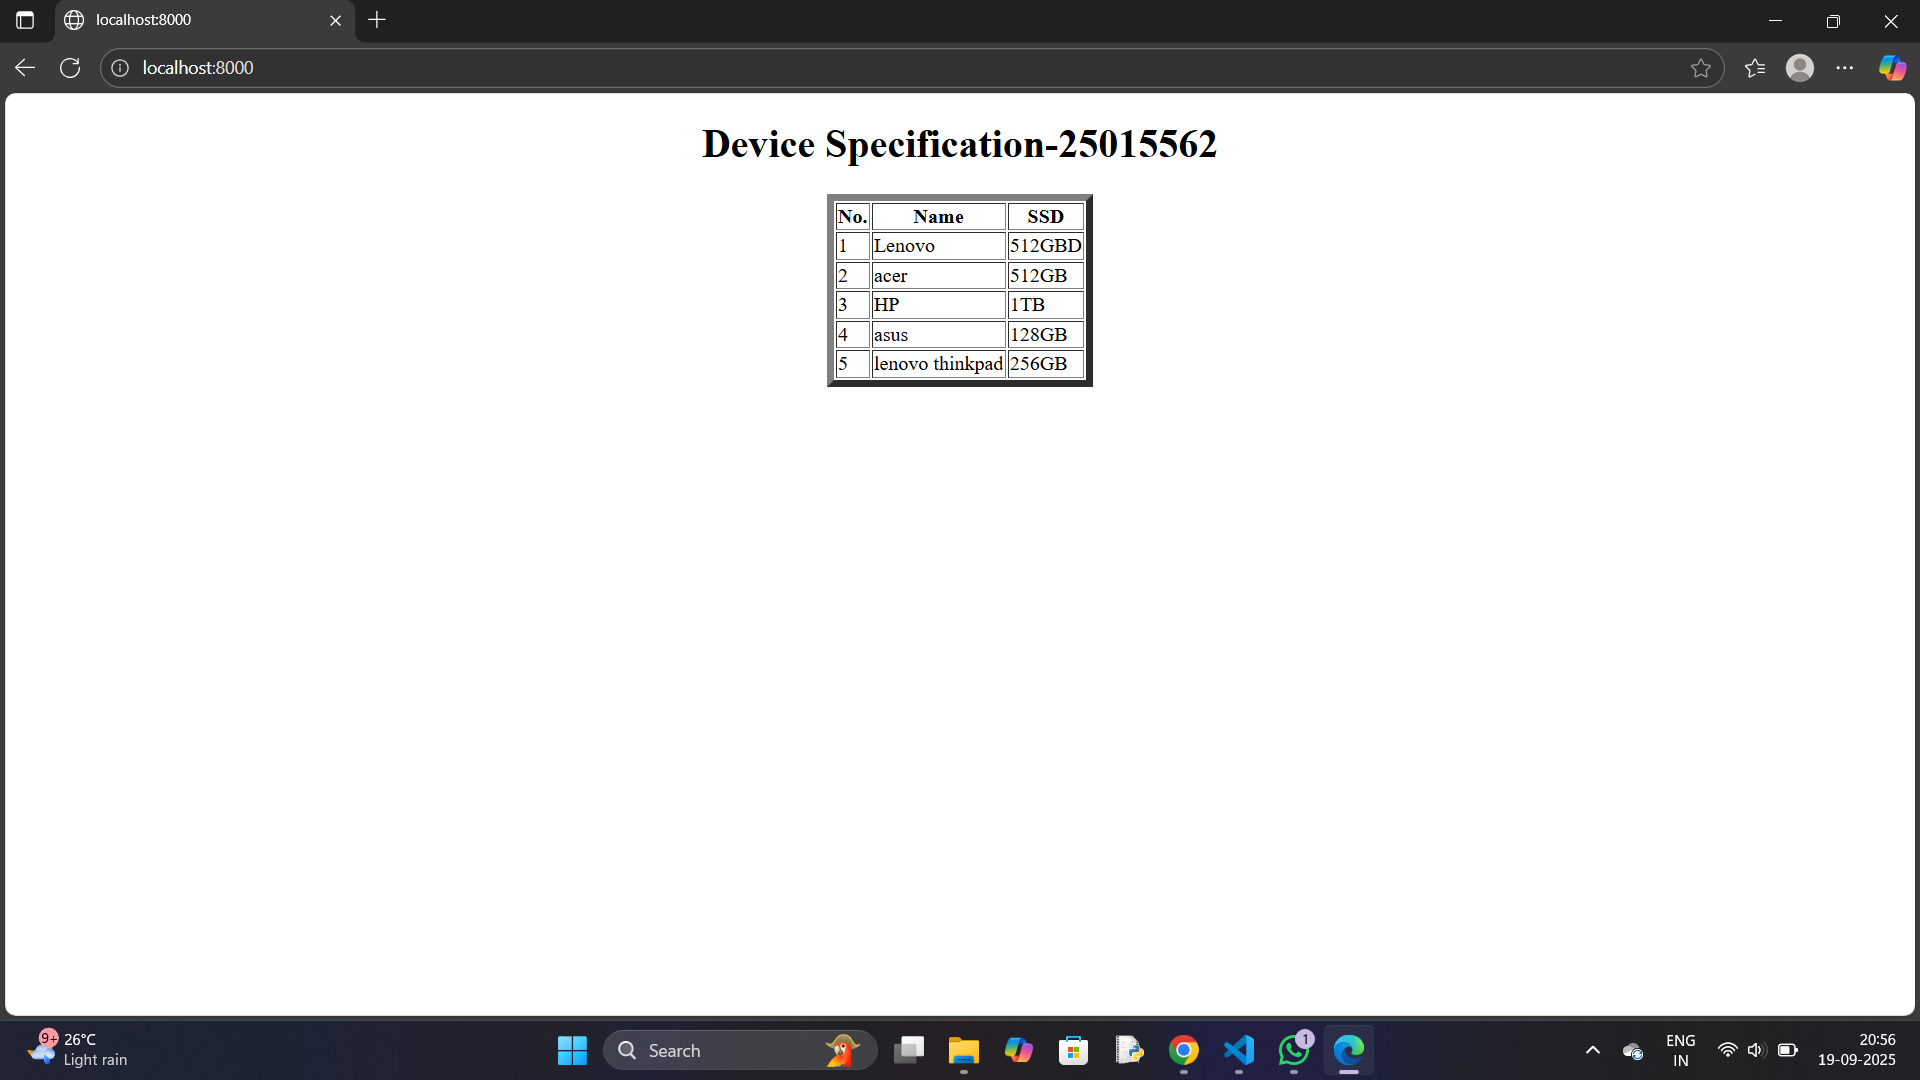 localhost:8000
localhost:8000
Device Specification-25015562
No. Name SSD
1 Lenovo 512GBD
2 acer 512GB
3 HP 1TB
4 asus 128GB
5 lenovo thinkpad 256GB
9+ 26°C
Light rain
Search
1
ENG
IN
20:56
19-09-2025